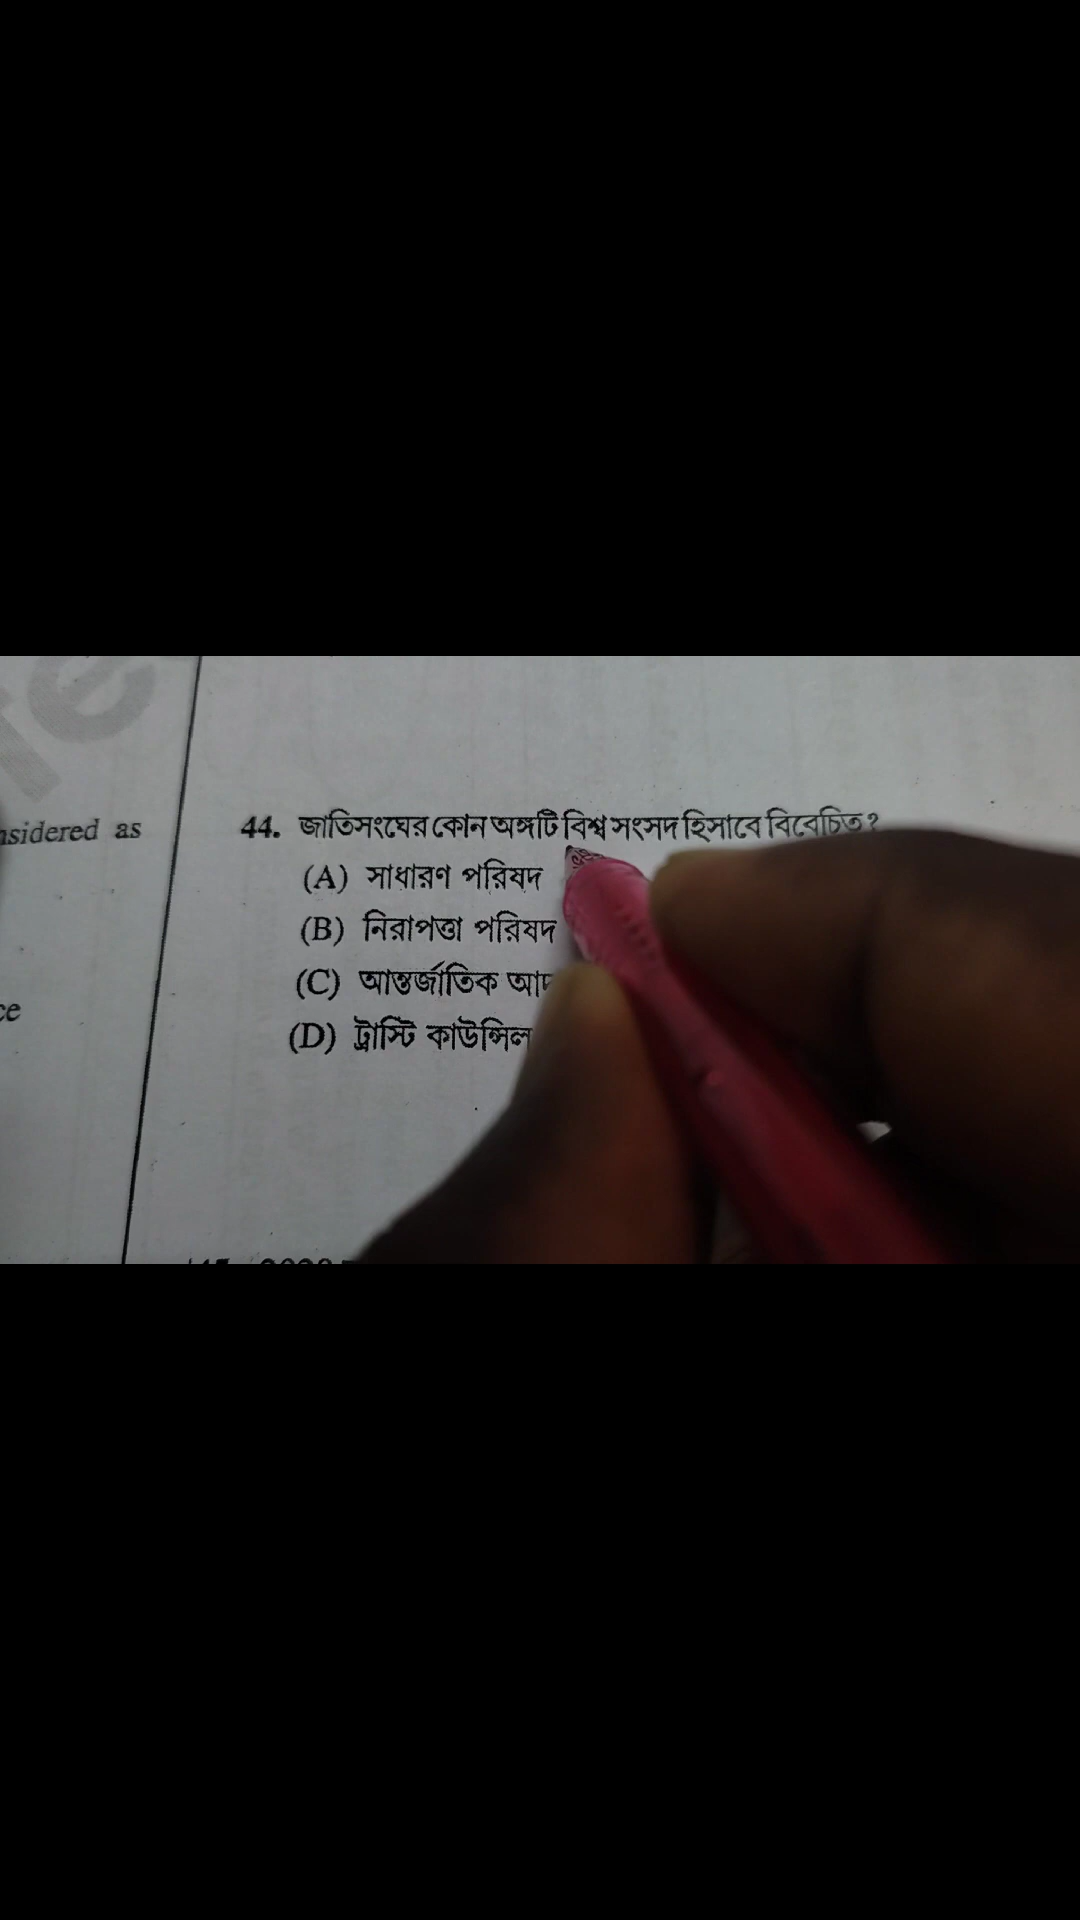 nsidered as
44. জাতিসংঘের কোন অঙ্গটি বিশ্ব সংসদ হিসাবে বিবেচিত?
(A) সাধারণ পরিষদ
(B) নিরাপত্তা পরিষদ
(C) আন্তর্জাতিক
ce
(D) ট্রাস্টি কাউন্সিল